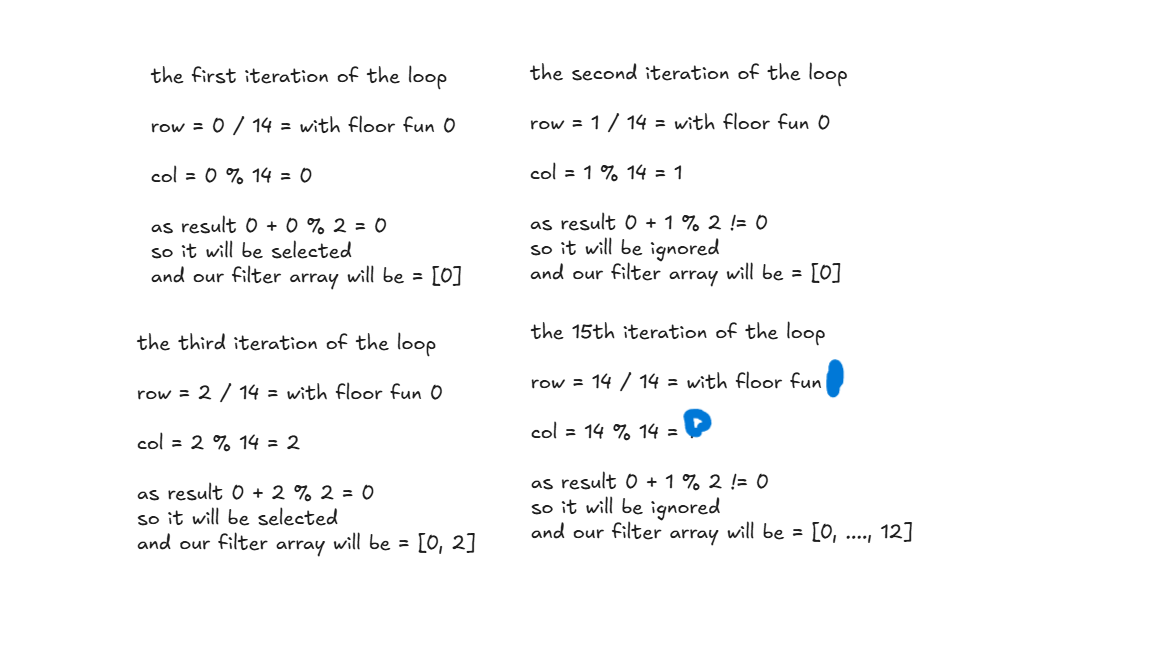 the first iteration of the loop
row = 0 / 14 = with floor fun 0
col = 0 % 14 = 0
as result 0 + 0 % 2 = 0
so it will be selected
and our filter array will be = [0]
the second iteration of the loop
row = 1 / 14 = with floor fun 0
col = 1 % 14 = 1
as result 0 + 1 % 2 != 0
so it will be ignored
and our filter array will be = [0]
the third iteration of the loop
row = 2 / 14 = with floor fun 0
col = 2 % 14 = 2
as result 0 + 2 % 2 = 0
so it will be selected
and our filter array will be = [0, 2]
the 15th iteration of the loop
row = 14 / 14 = with floor fun
col = 14 % 14 =
as result 0 + 1 % 2 != 0
so it will be ignored
and our filter array will be = [0, ...., 12]